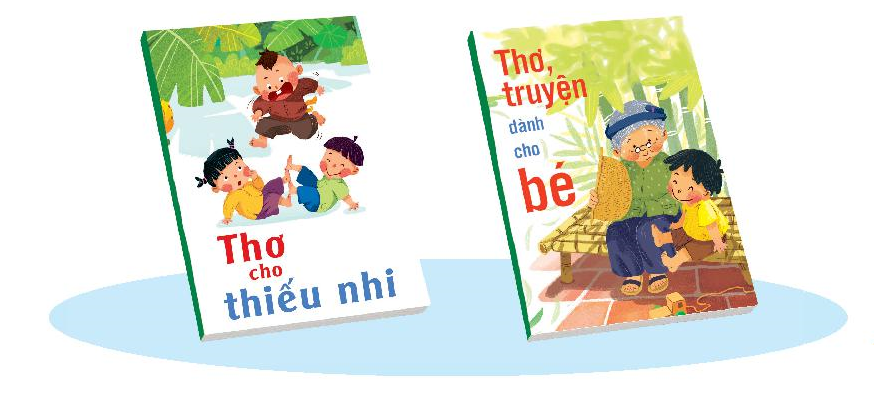 Thơ
cho
thiếu nhi
Thơ,
truyện
dành
cho
bé